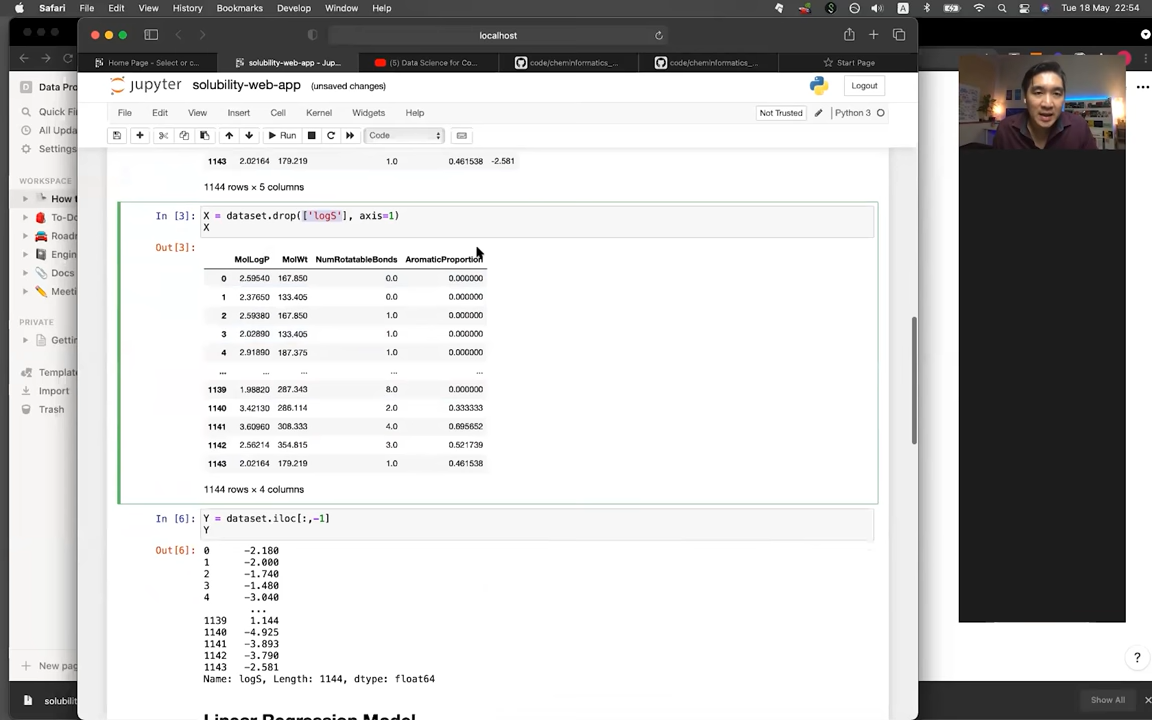 Safari File Edit View History Bookmarks Develop Window Help Tue 18 May 22:54
localhost
Home Page - Select or c...
solubility-web-app - Jup...
(5) Data Science for Co...
code/cheminformatics_...
code/cheminformatics_...
Start Page
jupyter solubility-web-app (unsaved changes)
Logout
File Edit View Insert Cell Kernel Widgets Help
Not Trusted
Python 3
Run
Code
D Data Pro
Quick Fin
All Upda
Settings
WORKSPACE
How t
To-Do
Roadr
Engin
Docs
Meeti
PRIVATE
Getti
Templat
Import
Trash
New pag
1143 2.02164 179.219 1.0 0.461538 -2.581
1144 rows × 5 columns
In [3]: X = dataset.drop(['logS'], axis=1)
X
Out[3]:
MolLogP MolWt NumRotatableBonds AromaticProportion
0 2.59540 167.850 0.0 0.000000
1 2.37650 133.405 0.0 0.000000
2 2.59380 167.850 1.0 0.000000
3 2.02890 133.405 1.0 0.000000
4 2.91890 187.375 1.0 0.000000
... ... ... ... ...
1139 1.98820 287.343 8.0 0.000000
1140 3.42130 286.114 2.0 0.333333
1141 3.60960 308.333 4.0 0.695652
1142 2.56214 354.815 3.0 0.521739
1143 2.02164 179.219 1.0 0.461538
1144 rows × 4 columns
In [6]: Y = dataset.iloc[:,-1]
Y
Out[6]: 0 -2.180
1 -2.000
2 -1.740
3 -1.480
4 -3.040
...
1139 1.144
1140 -4.925
1141 -3.893
1142 -3.790
1143 -2.581
Name: logS, Length: 1144, dtype: float64
Linear Regression Model
solubility
Show All
?